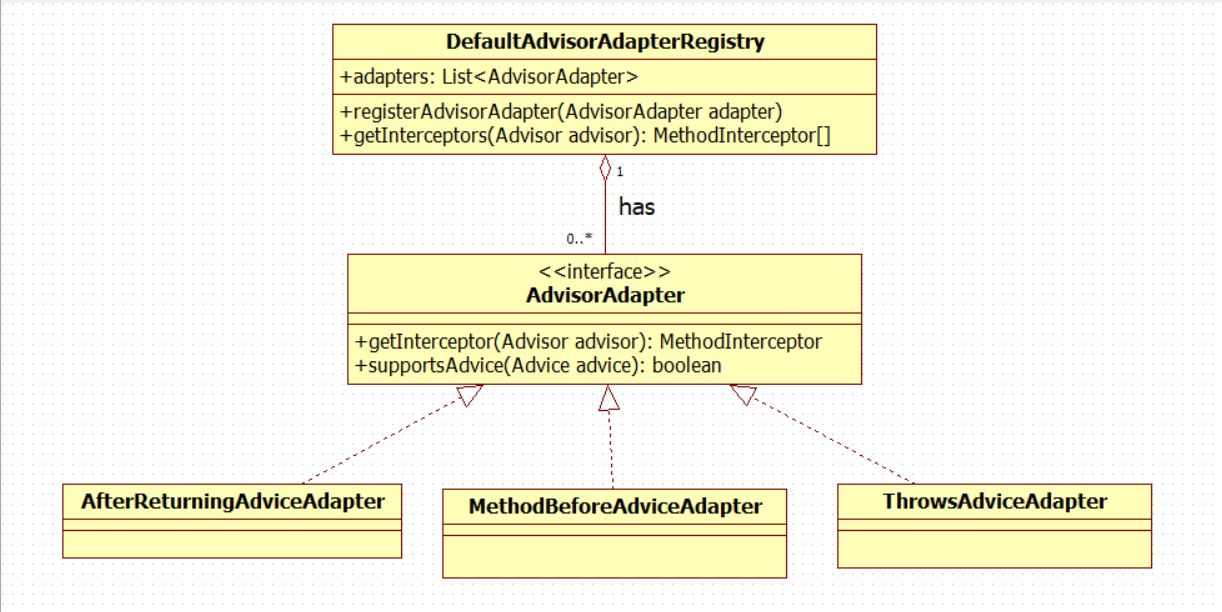 DefaultAdvisorAdapterRegistry
+adapters: List<AdvisorAdapter>
+registerAdvisorAdapter(AdvisorAdapter adapter)
+getInterceptors(Advisor advisor): MethodInterceptor[]
1
has
0..*
<<interface>>
AdvisorAdapter
+getInterceptor(Advisor advisor): MethodInterceptor
+supportsAdvice(Advice advice): boolean
AfterReturningAdviceAdapter
MethodBeforeAdviceAdapter
ThrowsAdviceAdapter